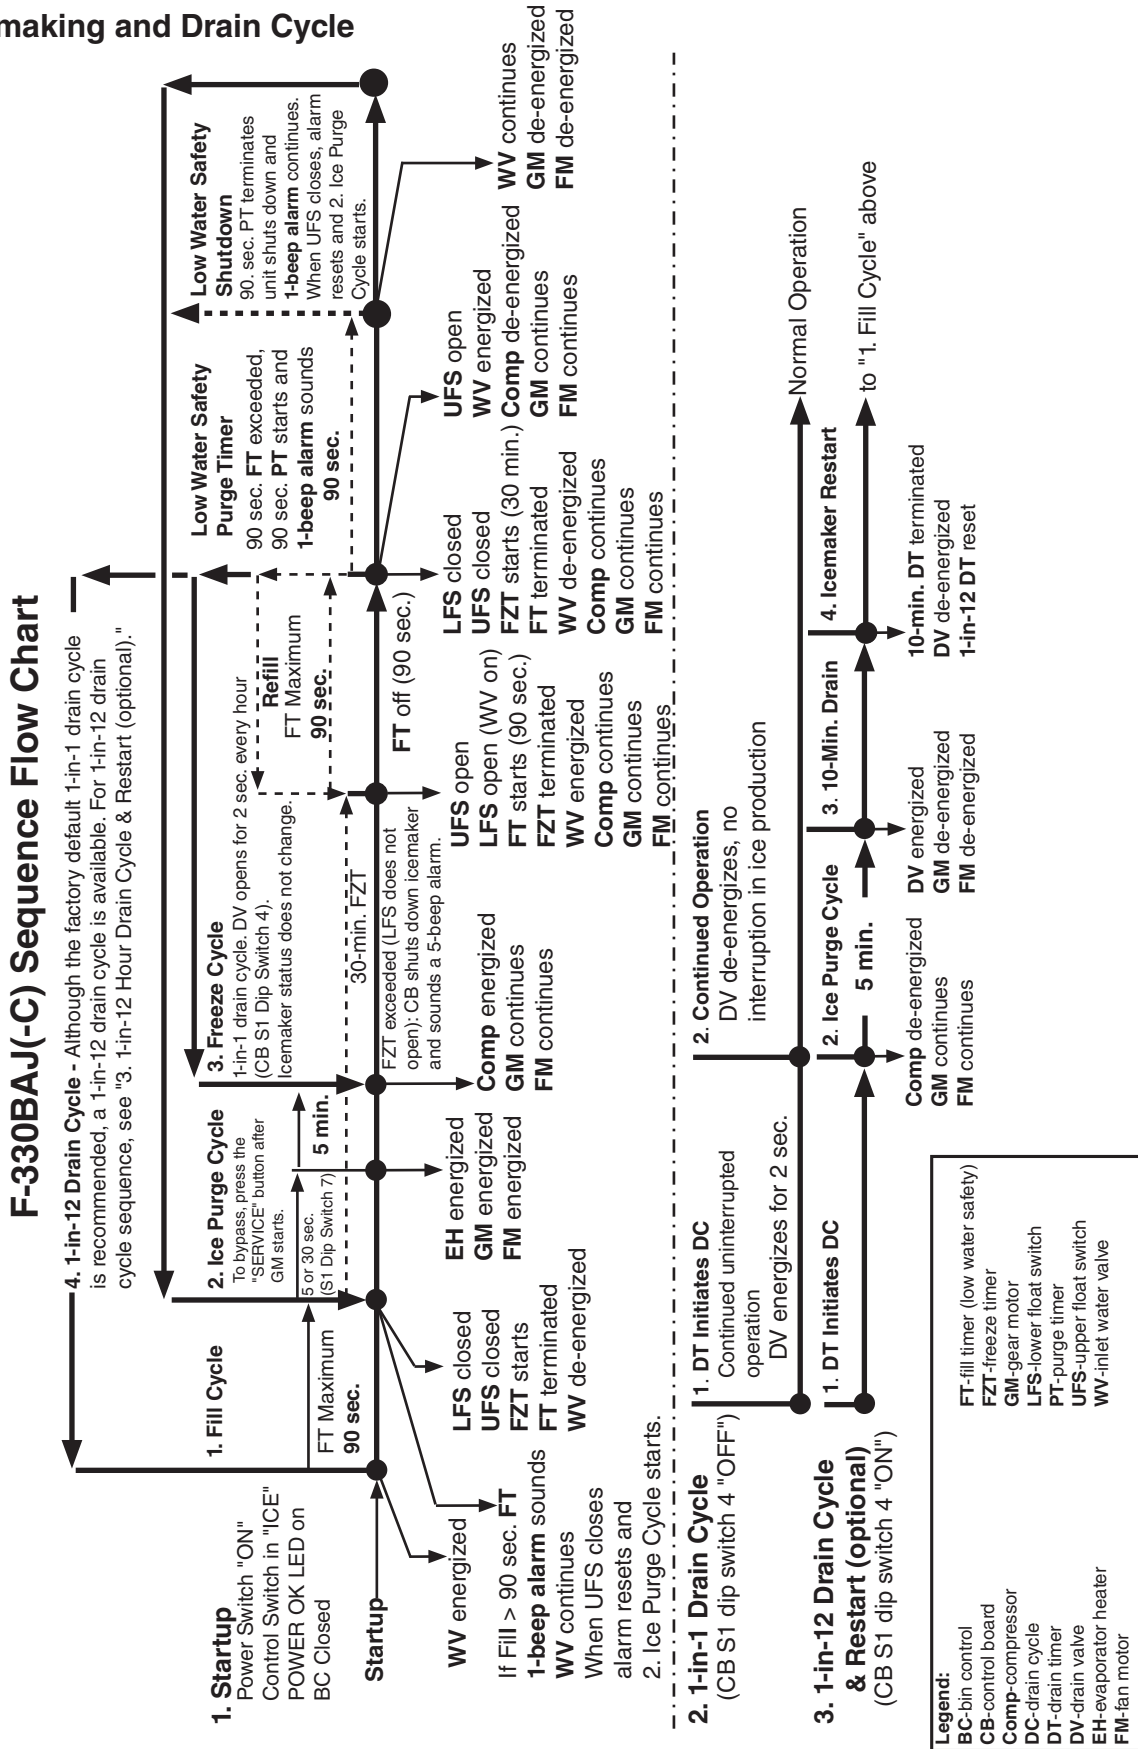 making and Drain Cycle
F-330BAJ(-C) Sequence Flow Chart
4. 1-in-12 Drain Cycle - Although the factory default 1-in-1 drain cycle
is recommended, a 1-in-12 drain cycle is available. For 1-in-12 drain
cycle sequence, see "3. 1-in-12 Hour Drain Cycle & Restart (optional)."
1. Startup
Power Switch "ON"
Control Switch in "ICE"
POWER OK LED on
BC Closed
Startup
1. Fill Cycle
FT Maximum
90 sec.
WV energized
If Fill > 90 sec. FT
1-beep alarm sounds
WV continues
When UFS closes
alarm resets and
2. Ice Purge Cycle starts.
2. Ice Purge Cycle
To bypass, press the
"SERVICE" button after
GM starts.
5 or 30 sec.
(S1 Dip Switch 7)
5 min.
LFS closed
UFS closed
FZT starts
FT terminated
WV de-energized
EH energized
GM energized
FM energized
3. Freeze Cycle
1-in-1 drain cycle. DV opens for 2 sec. every hour
(CB S1 Dip Switch 4).
Icemaker status does not change.
30-min. FZT
FZT exceeded (LFS does not
open): CB shuts down icemaker
and sounds a 5-beep alarm.
Comp energized
GM continues
FM continues
Refill
FT Maximum
90 sec.
FT off (90 sec.)
UFS open
LFS open (WV on)
FT starts (90 sec.)
FZT terminated
WV energized
Comp continues
GM continues
FM continues
LFS closed
UFS closed
FZT starts (30 min.)
FT terminated
WV de-energized
Comp continues
GM continues
FM continues
Low Water Safety
Purge Timer
90 sec. FT exceeded,
90 sec. PT starts and
1-beep alarm sounds
90 sec.
UFS open
WV energized
Comp de-energized
GM continues
FM continues
Low Water Safety
Shutdown
90. sec. PT terminates
unit shuts down and
1-beep alarm continues.
When UFS closes, alarm
resets and 2. Ice Purge
Cycle starts.
WV continues
GM de-energized
FM de-energized
2. 1-in-1 Drain Cycle
(CB S1 dip switch 4 "OFF")
1. DT Initiates DC
Continued uninterrupted
operation
DV energizes for 2 sec.
2. Continued Operation
DV de-energizes, no
interruption in ice production
Normal Operation
3. 1-in-12 Drain Cycle
& Restart (optional)
(CB S1 dip switch 4 "ON")
1. DT Initiates DC
2. Ice Purge Cycle
5 min.
Comp de-energized
GM continues
FM continues
3. 10-Min. Drain
DV energized
GM de-energized
FM de-energized
4. Icemaker Restart
10-min. DT terminated
DV de-energized
1-in-12 DT reset
to "1. Fill Cycle" above
Legend:
BC-bin control
CB-control board
Comp-compressor
DC-drain cycle
DT-drain timer
DV-drain valve
EH-evaporator heater
FM-fan motor
FT-fill timer (low water safety)
FZT-freeze timer
GM-gear motor
LFS-lower float switch
PT-purge timer
UFS-upper float switch
WV-inlet water valve